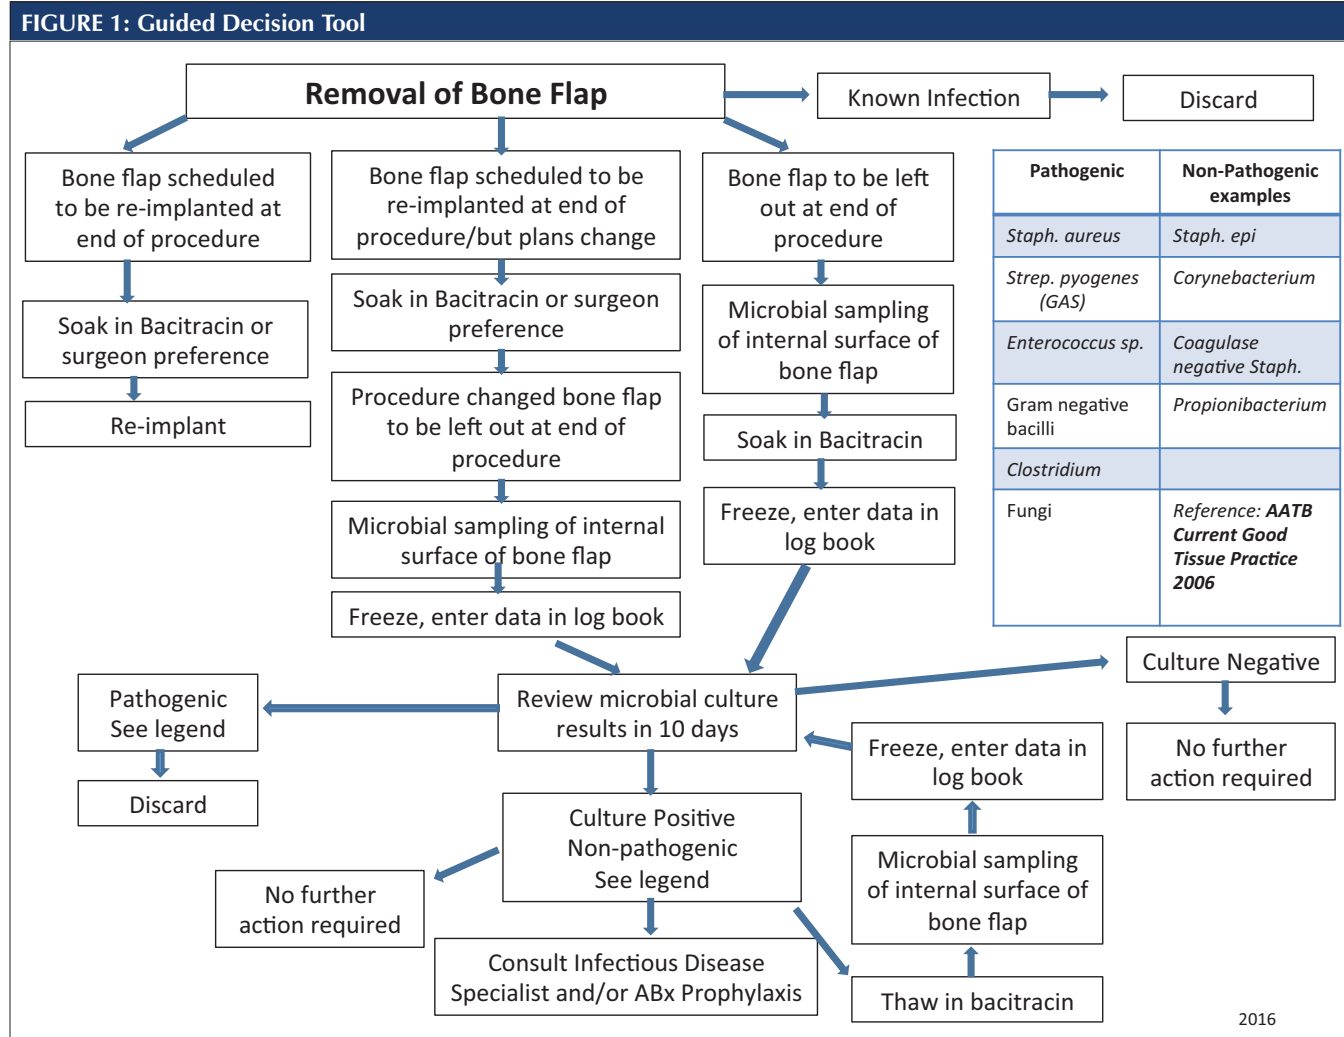 FIGURE 1: Guided Decision Tool
Removal of Bone Flap
Known Infection
Discard
Bone flap scheduled
to be re-implanted at
end of procedure
Soak in Bacitracin or
surgeon preference
Re-implant
Bone flap scheduled to be
re-implanted at end of
procedure/but plans change
Soak in Bacitracin or surgeon
preference
Procedure changed bone flap
to be left out at end of
procedure
Microbial sampling of internal
surface of bone flap
Freeze, enter data in log book
Bone flap to be left
out at end of
procedure
Microbial sampling
of internal surface of
bone flap
Soak in Bacitracin
Freeze, enter data in
log book
Pathogenic
Non-Pathogenic
examples
Staph. aureus
Staph. epi
Strep. pyogenes
(GAS)
Corynebacterium
Enterococcus sp.
Coagulase
negative Staph.
Gram negative
bacilli
Propionibacterium
Clostridium
Fungi
Reference: AATB
Current Good
Tissue Practice
2006
Review microbial culture
results in 10 days
Pathogenic
See legend
Discard
Culture Negative
No further
action required
Culture Positive
Non-pathogenic
See legend
No further
action required
Consult Infectious Disease
Specialist and/or ABx Prophylaxis
Thaw in bacitracin
Microbial sampling
of internal surface of
bone flap
Freeze, enter data in
log book
2016